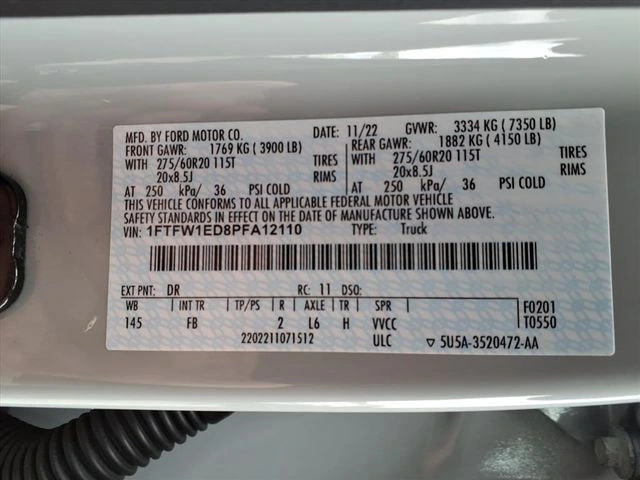 MFD. BY FORD MOTOR CO. DATE: 11/22 GVWR: 3334 KG ( 7350 LB)
FRONT GAWR: 1769 KG ( 3900 LB) REAR GAWR: 1882 KG ( 4150 LB)
WITH 275/60R20 115T TIRES WITH 275/60R20 115T TIRES
20x8.5J RIMS 20x8.5J RIMS
AT 250 kPa/ 36 PSI COLD AT 250 kPa/ 36 PSI COLD
THIS VEHICLE CONFORMS TO ALL APPLICABLE FEDERAL MOTOR VEHICLE
SAFETY STANDARDS IN EFFECT ON THE DATE OF MANUFACTURE SHOWN ABOVE.
VIN: 1FTFW1ED8PFA12110 TYPE: Truck
EXT PNT: DR RC: 11 DSO: F0201
WB INT TR TP/PS R AXLE TR SPR T0550
145 FB 2 L6 H VVCC
2202211071512 ULC ▽ 5U5A-3520472-AA